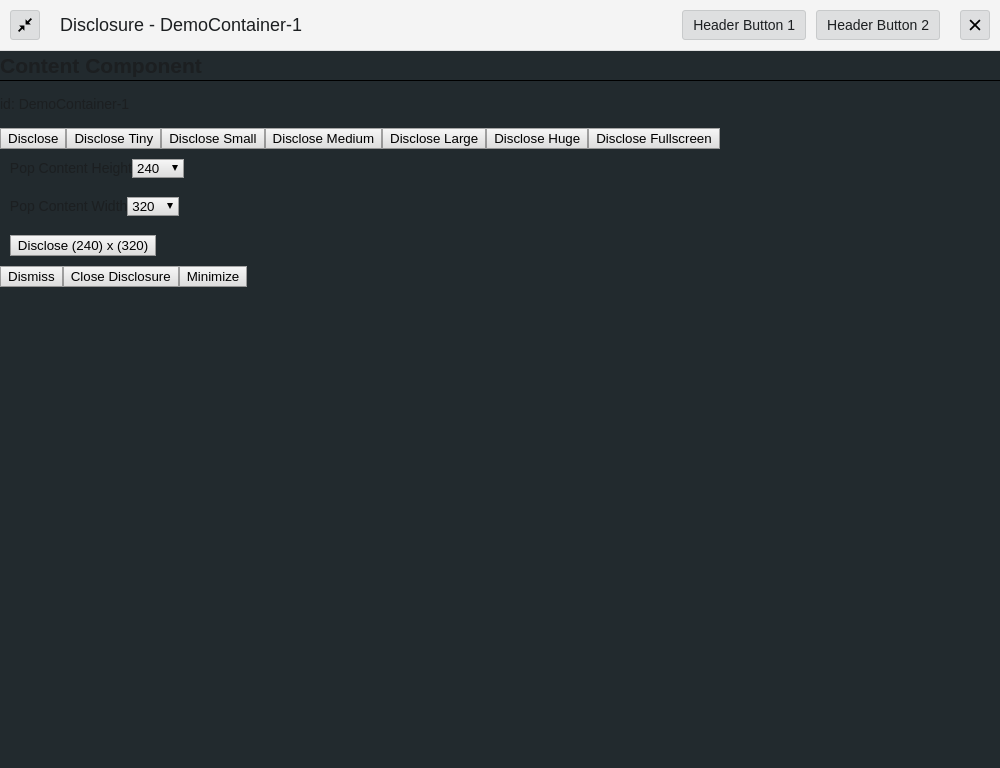 Disclosure - DemoContainer-1 Header Button 1 Header Button 2
Content Component
id: DemoContainer-1
Disclose Disclose Tiny Disclose Small Disclose Medium Disclose Large Disclose Huge Disclose Fullscreen
Pop Content Height 240
Pop Content Width 320
Disclose (240) x (320)
Dismiss Close Disclosure Minimize